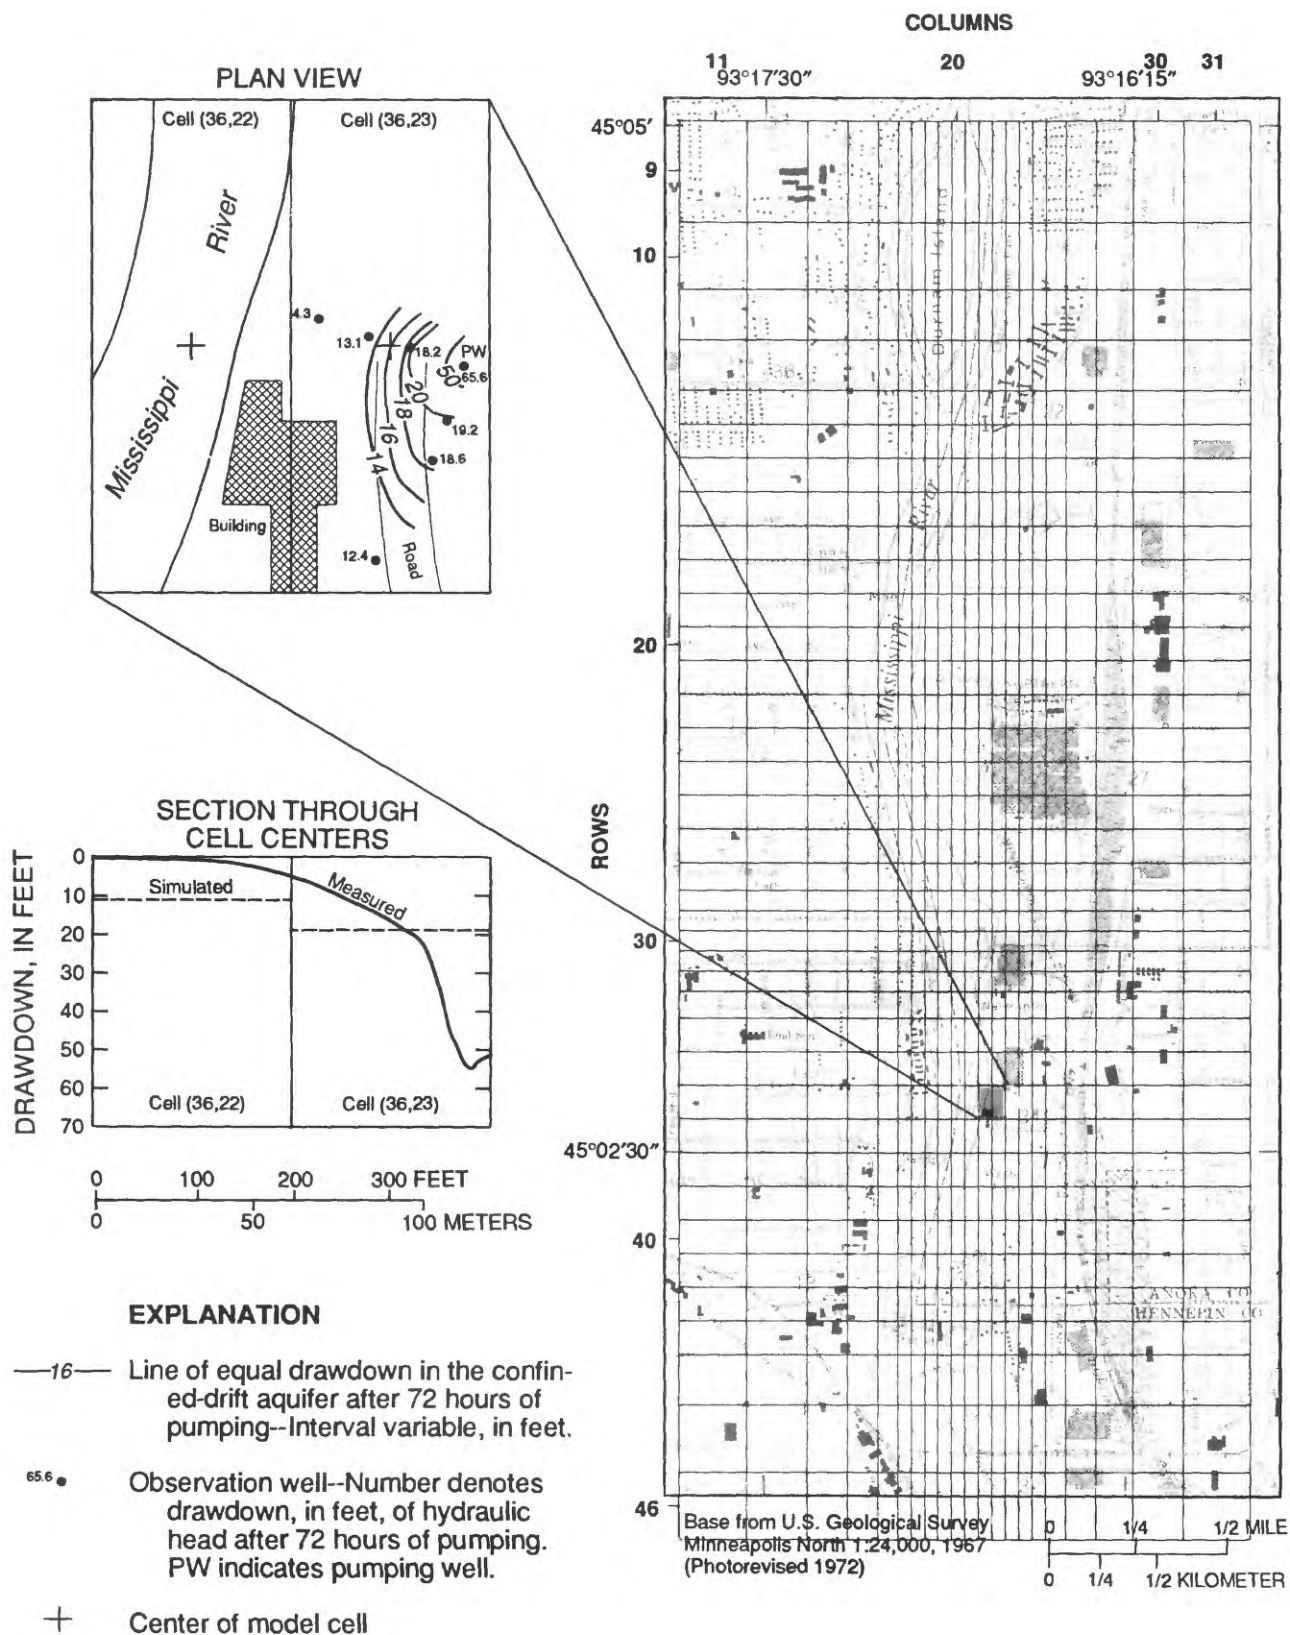 PLAN VIEW
Cell (36,22)
Cell (36,23)
River
Mississippi
4.3
13.1
18.2
PW
65.6
50
20
18
16
14
19.2
18.6
12.4
Building
Road
SECTION THROUGH
CELL CENTERS
DRAWDOWN, IN FEET
0
10
20
30
40
50
60
70
Simulated
Measured
Cell (36,22)
Cell (36,23)
0 100 200 300 FEET
0 50 100 METERS
EXPLANATION
—16— Line of equal drawdown in the confin-
ed-drift aquifer after 72 hours of
pumping--Interval variable, in feet.
65.6 Observation well--Number denotes
drawdown, in feet, of hydraulic
head after 72 hours of pumping.
PW indicates pumping well.
Center of model cell
COLUMNS
11 20 30 31
93°17'30" 93°16'15"
45°05'
9
10
20
ROWS
30
45°02'30"
40
46
Durnam Island
River
Mississippi
ANOKA CO
HENNEPIN CO
Base from U.S. Geological Survey
Minneapolis North 1:24,000, 1967
(Photorevised 1972)
0 1/4 1/2 MILE
0 1/4 1/2 KILOMETER